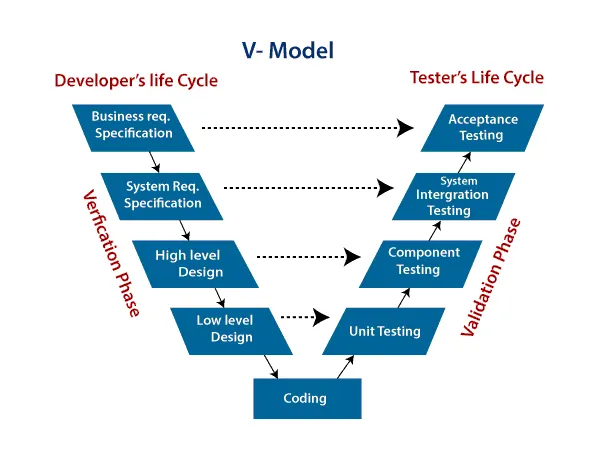 V- Model
Developer's life Cycle
Tester's Life Cycle
Business req.
Specification
Acceptance
Testing
System Req.
Specification
System
Intergration
Testing
Verfication Phase
High level
Design
Component
Testing
Validation Phase
Low level
Design
Unit Testing
Coding